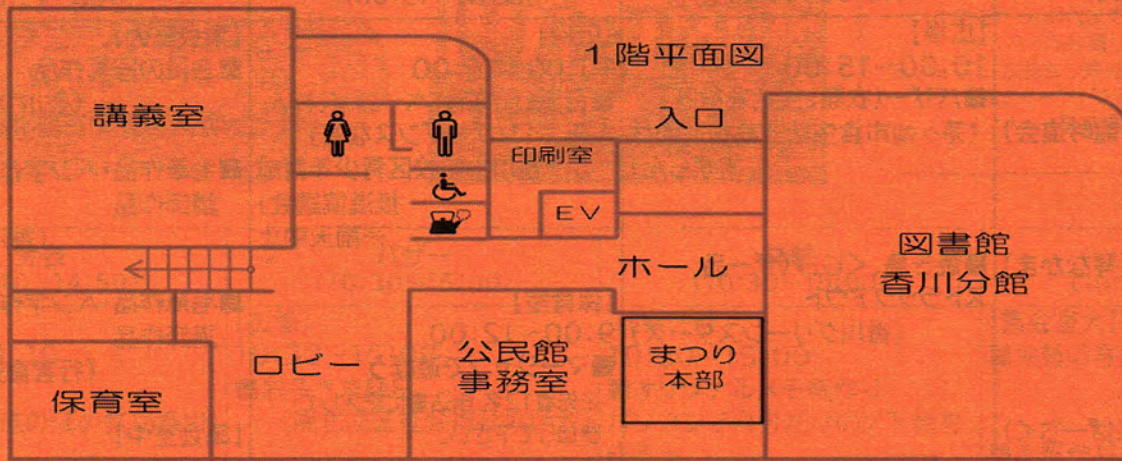 1階平面図
入口
講義室
印刷室
EV
図書館
香川分館
ホール
ロビー
公民館
事務室
まつり
本部
保育室